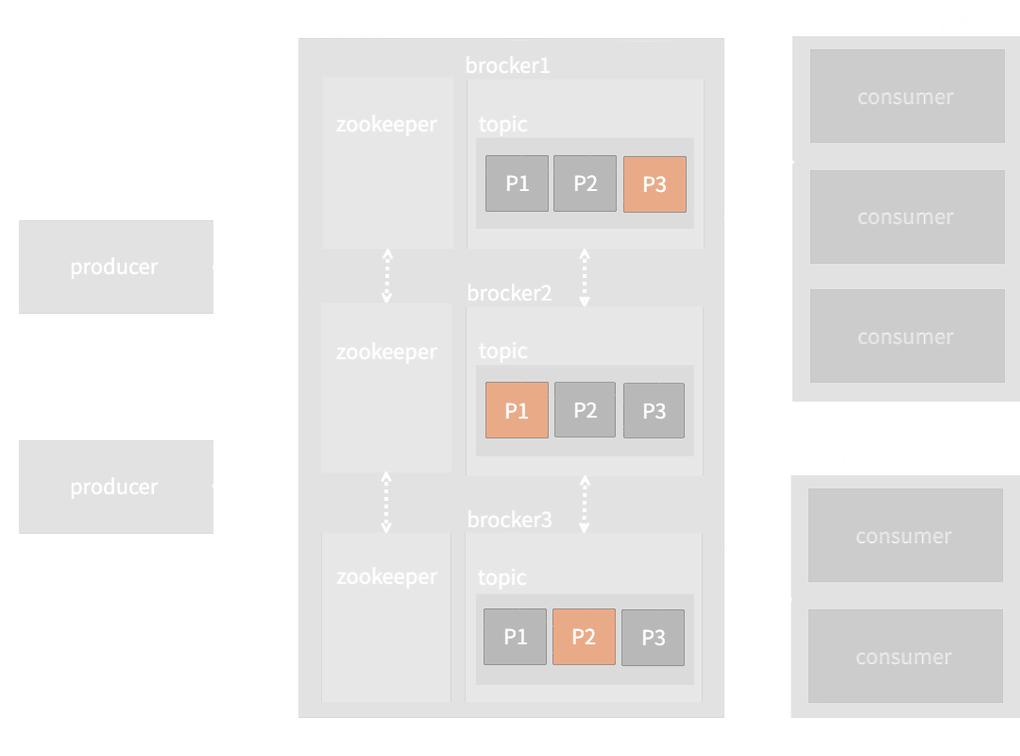 producer
producer
brocker1
zookeeper
topic
P1 P2 P3
brocker2
zookeeper
topic
P1 P2 P3
brocker3
zookeeper
topic
P1 P2 P3
consumer
consumer
consumer
consumer
consumer